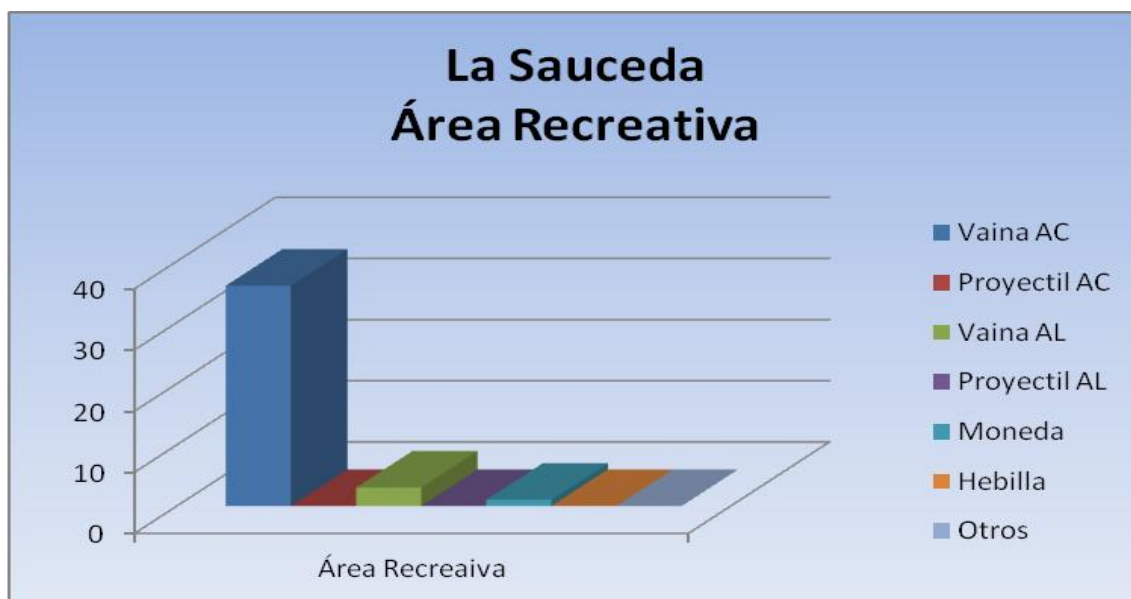 La Sauceda
Área Recreativa
40
30
20
10
0
Área Recreaiva
Vaina AC
Proyectil AC
Vaina AL
Proyectil AL
Moneda
Hebilla
Otros